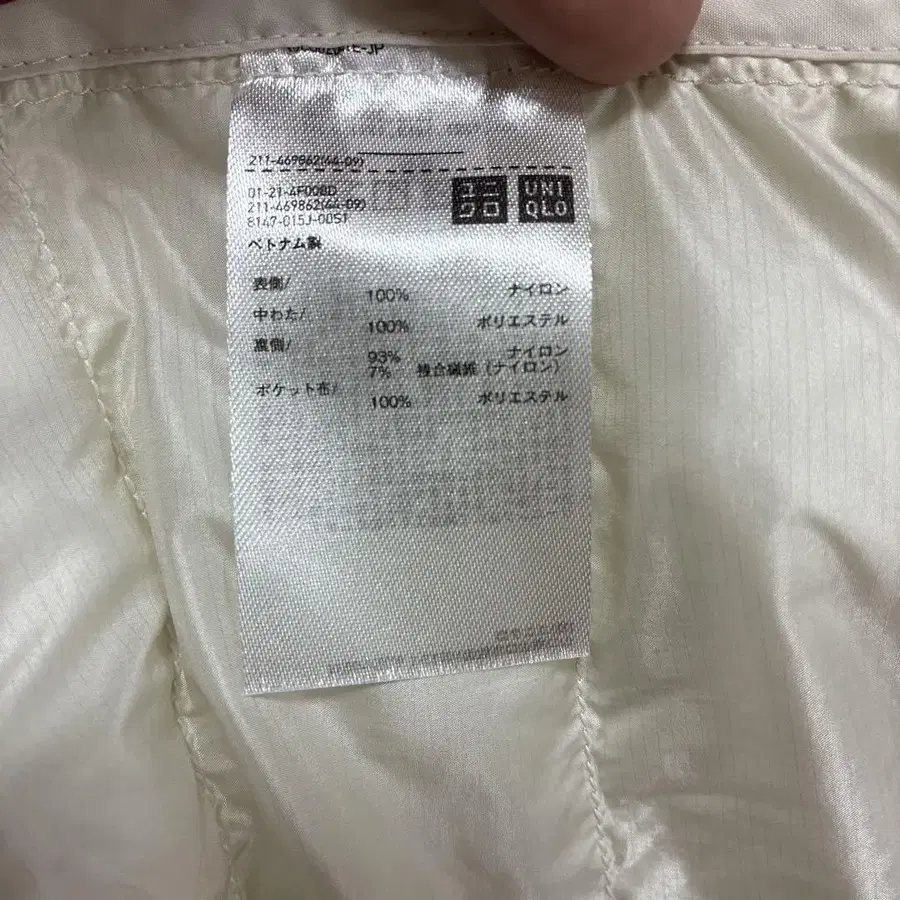 211-469862(44-09)
01-21-4F008D
211-469862(44-09)
8147-015J-00S1
ユニクロ
UNIQLO
ベトナム製
表側/ 100% ナイロン
中わた/ 100% ポリエステル
裏側/ 93% ナイロン
7% 複合繊維 (ナイロン)
ポケット布/ 100% ポリエステル